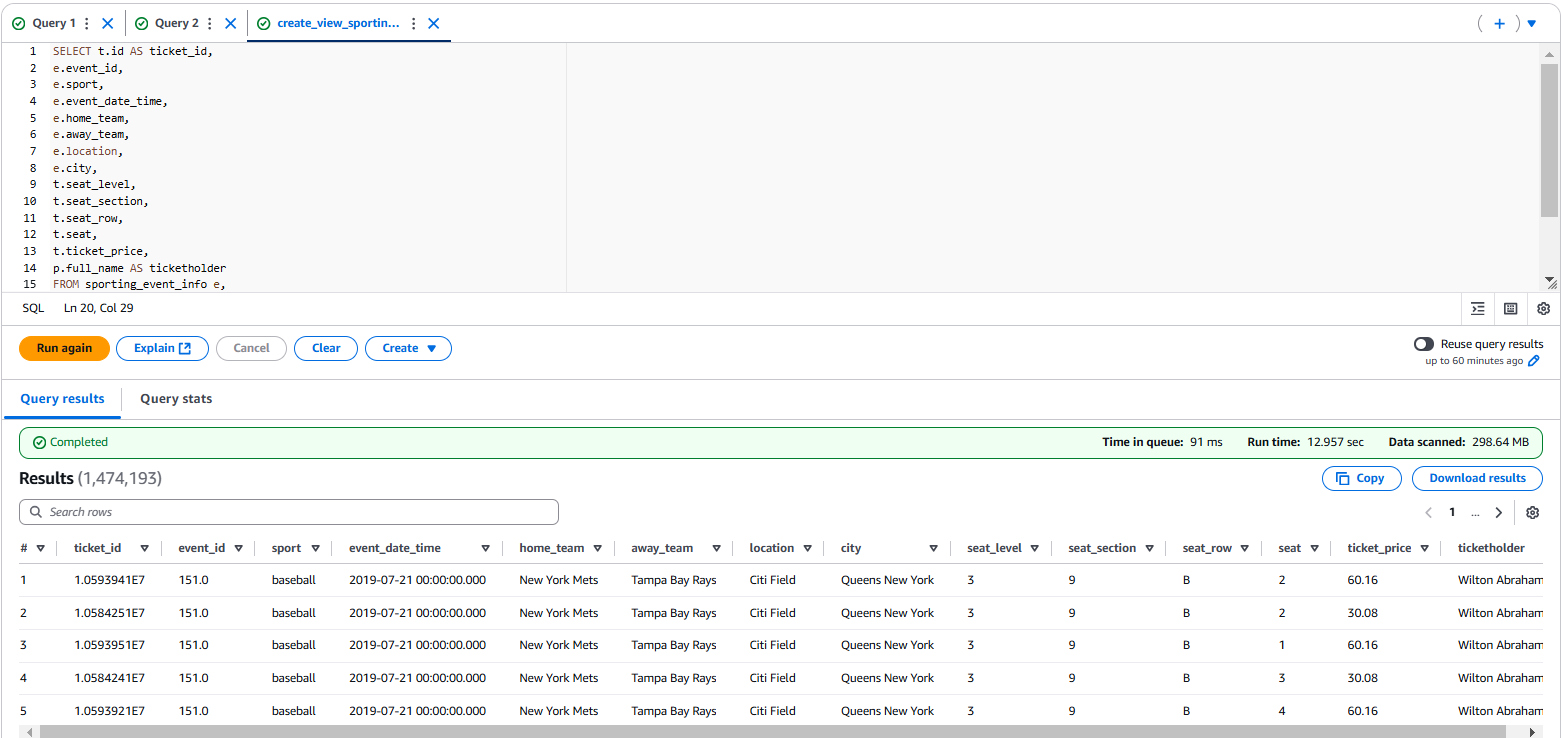 Query 1 Query 2 create_view_sportin...
1 SELECT t.id AS ticket_id,
2 e.event_id,
3 e.sport,
4 e.event_date_time,
5 e.home_team,
6 e.away_team,
7 e.location,
8 e.city,
9 t.seat_level,
10 t.seat_section,
11 t.seat_row,
12 t.seat,
13 t.ticket_price,
14 p.full_name AS ticketholder
15 FROM sporting_event_info e,
SQL Ln 20, Col 29
Run again Explain Cancel Clear Create Reuse query results
up to 60 minutes ago
Query results Query stats
Completed Time in queue: 91 ms Run time: 12.957 sec Data scanned: 298.64 MB
Results (1,474,193) Copy Download results
Search rows 1 ...
# ticket_id event_id sport event_date_time home_team away_team location city seat_level seat_section seat_row seat ticket_price ticketholder
1 1.0593941E7 151.0 baseball 2019-07-21 00:00:00.000 New York Mets Tampa Bay Rays Citi Field Queens New York 3 9 B 2 60.16 Wilton Abraham
2 1.0584251E7 151.0 baseball 2019-07-21 00:00:00.000 New York Mets Tampa Bay Rays Citi Field Queens New York 3 9 B 2 30.08 Wilton Abraham
3 1.0593951E7 151.0 baseball 2019-07-21 00:00:00.000 New York Mets Tampa Bay Rays Citi Field Queens New York 3 9 B 1 60.16 Wilton Abraham
4 1.0584241E7 151.0 baseball 2019-07-21 00:00:00.000 New York Mets Tampa Bay Rays Citi Field Queens New York 3 9 B 3 30.08 Wilton Abraham
5 1.0593921E7 151.0 baseball 2019-07-21 00:00:00.000 New York Mets Tampa Bay Rays Citi Field Queens New York 3 9 B 4 60.16 Wilton Abraham